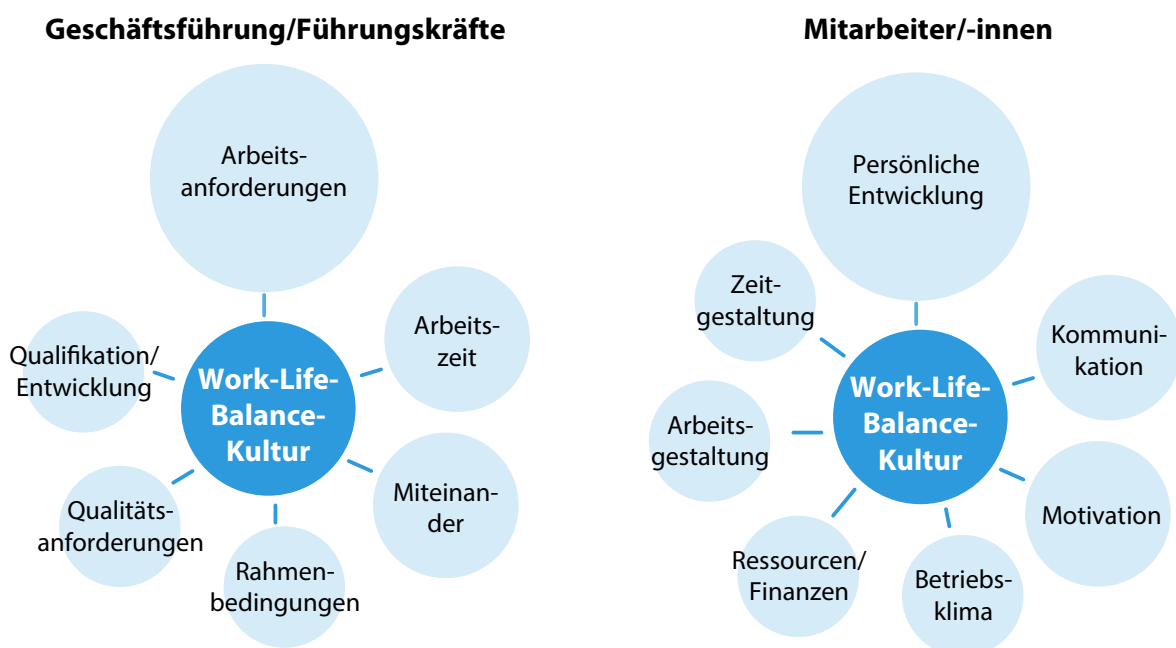 Geschäftsführung/Führungskräfte
Arbeits-
anforderungen
Arbeits-
zeit
Qualifikation/
Entwicklung
Work-Life-
Balance-
Kultur
Miteinan-
der
Qualitäts-
anforderungen
Rahmen-
bedingungen
Mitarbeiter/-innen
Persönliche
Entwicklung
Zeit-
gestaltung
Kommuni-
kation
Work-Life-
Balance-
Kultur
Arbeits-
gestaltung
Motivation
Ressourcen/
Finanzen
Betriebs-
klima